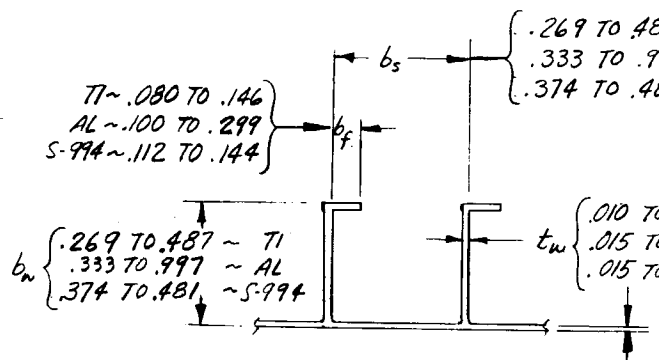 .269 TO .48
.333 TO .9
.374 TO .48
bs
TI~.080 TO .146
AL~.100 TO .299
S-994~.112 TO .144
bf
bw
.269 TO .487 ~ TI
.333 TO .997 ~ AL
.374 TO .481 ~ S-994
tw
.010 TO
.015 TO
.015 TO